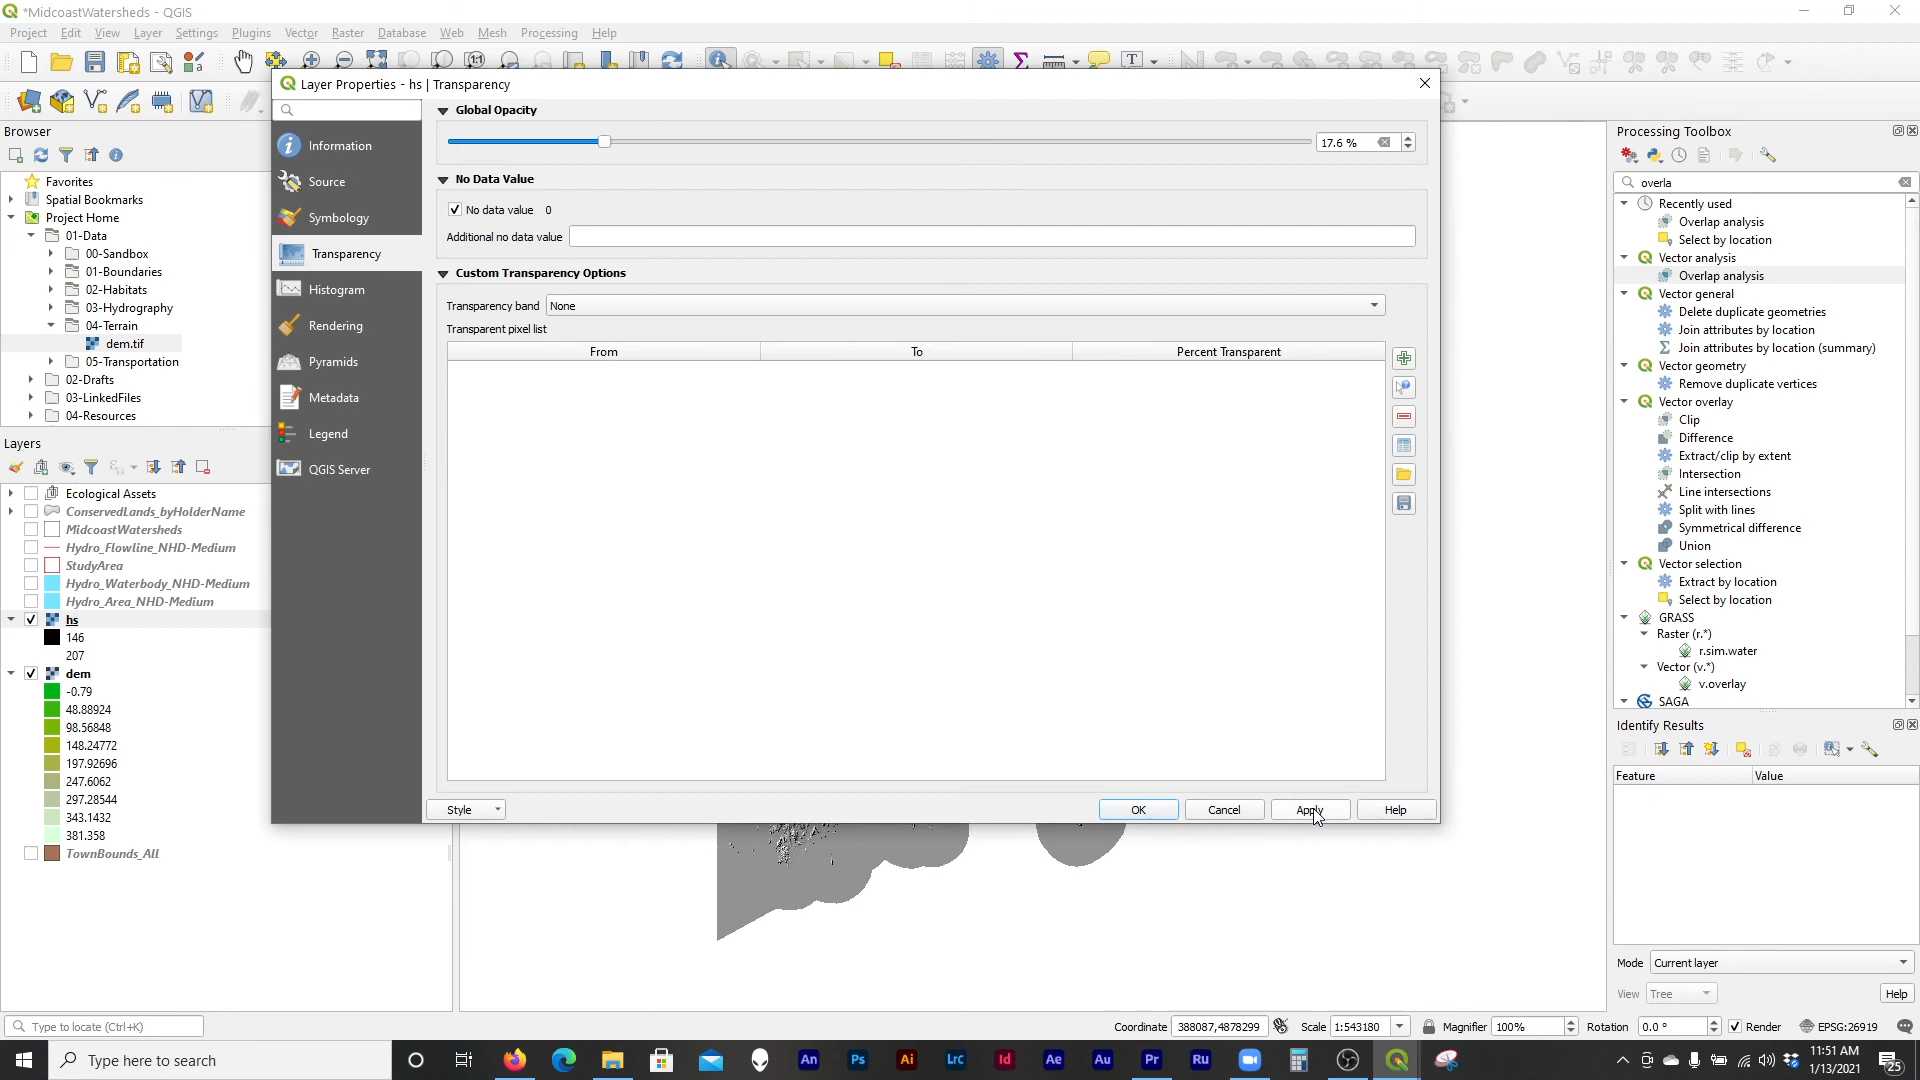 *MidcoastWatersheds - QGIS
Project Edit View Layer Settings Plugins Vector Raster Database Web Mesh Processing Help
Layer Properties - hs | Transparency
Browser
Favorites
Spatial Bookmarks
Project Home
01-Data
00-Sandbox
01-Boundaries
02-Habitats
03-Hydrography
04-Terrain
dem.tif
05-Transportation
02-Drafts
03-LinkedFiles
04-Resources
Layers
Ecological Assets
ConservedLands_byHolderName
MidcoastWatersheds
Hydro_Flowline_NHD-Medium
StudyArea
Hydro_Waterbody_NHD-Medium
Hydro_Area_NHD-Medium
hs
146
207
dem
-0.79
48.88924
98.56848
148.24772
197.92696
247.6062
297.28544
343.1432
381.358
TownBounds_All
Information
Source
Symbology
Transparency
Histogram
Rendering
Pyramids
Metadata
Legend
QGIS Server
Global Opacity
17.6 %
No Data Value
No data value 0
Additional no data value
Custom Transparency Options
Transparency band None
Transparent pixel list
From To Percent Transparent
Style OK Cancel Apply Help
Processing Toolbox
overla
Recently used
Overlap analysis
Select by location
Vector analysis
Overlap analysis
Vector general
Delete duplicate geometries
Join attributes by location
Join attributes by location (summary)
Vector geometry
Remove duplicate vertices
Vector overlay
Clip
Difference
Extract/clip by extent
Intersection
Line intersections
Split with lines
Symmetrical difference
Union
Vector selection
Extract by location
Select by location
GRASS
Raster (r.*)
r.sim.water
Vector (v.*)
v.overlay
SAGA
Identify Results
Feature Value
Mode Current layer
View Tree Help
Type to locate (Ctrl+K) Coordinate 388087,4878299 Scale 1:543180 Magnifier 100% Rotation 0.0 ° Render EPSG:26919
Type here to search An Ps Ai Lrc Id Ae Au Pr Ru 11:51 AM
1/13/2021 25